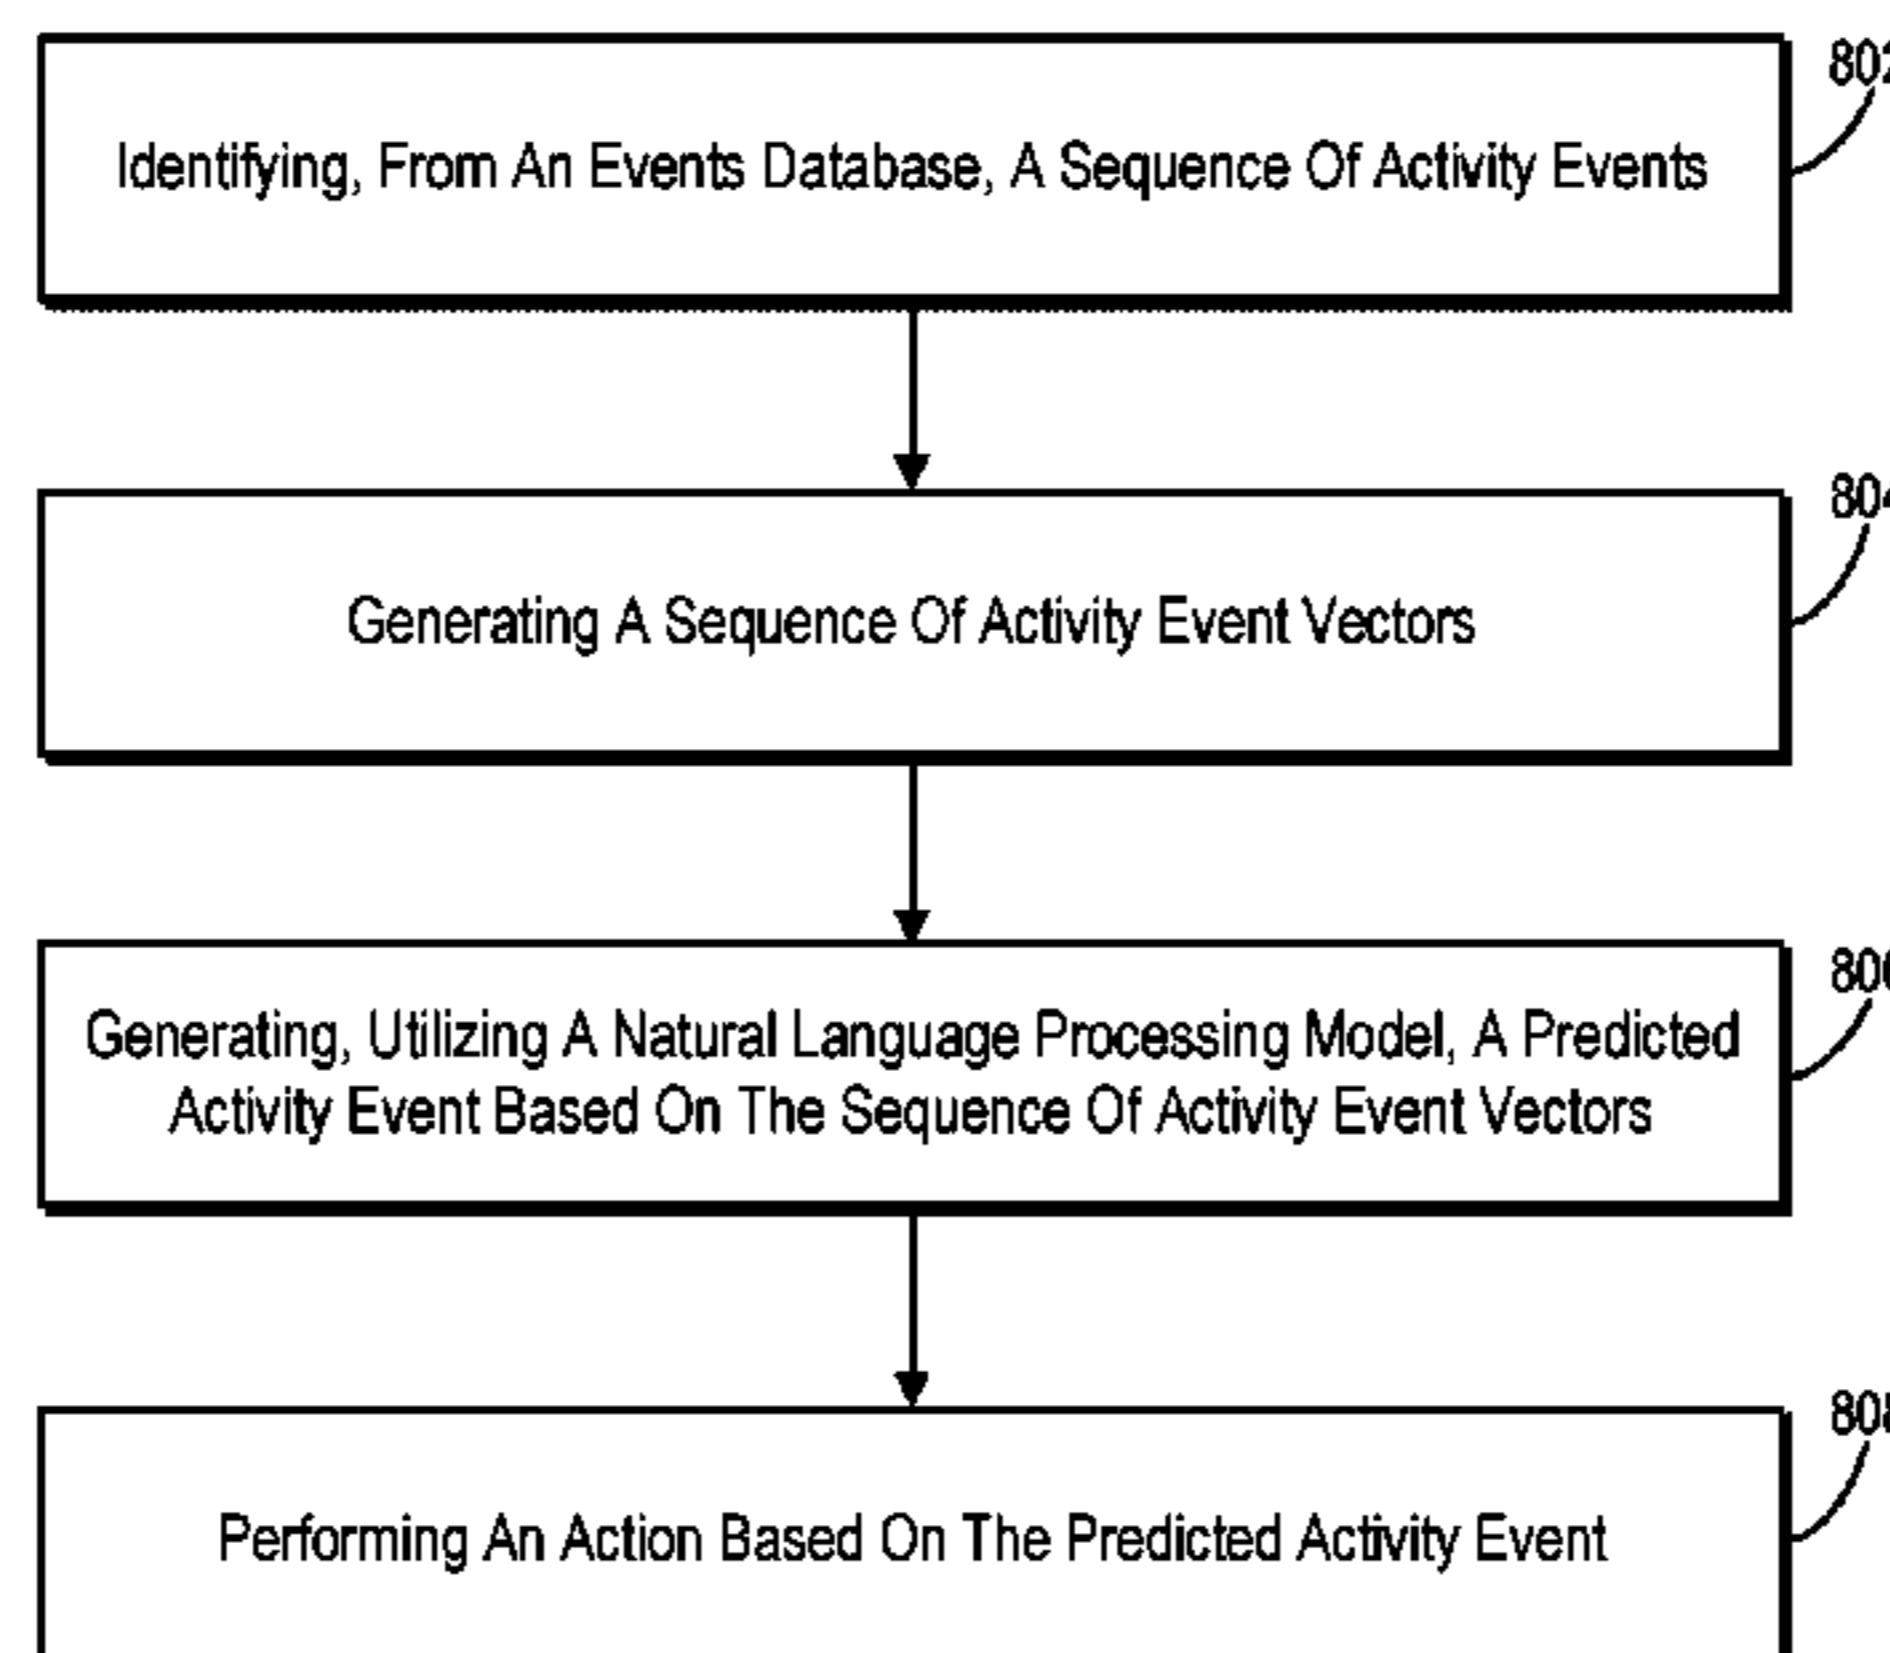 802
Identifying, From An Events Database, A Sequence Of Activity Events
804
Generating A Sequence Of Activity Event Vectors
Generating, Utilizing A Natural Language Processing Model, A Predicted
Activity Event Based On The Sequence Of Activity Event Vectors
808
Performing An Action Based On The Predicted Activity Event